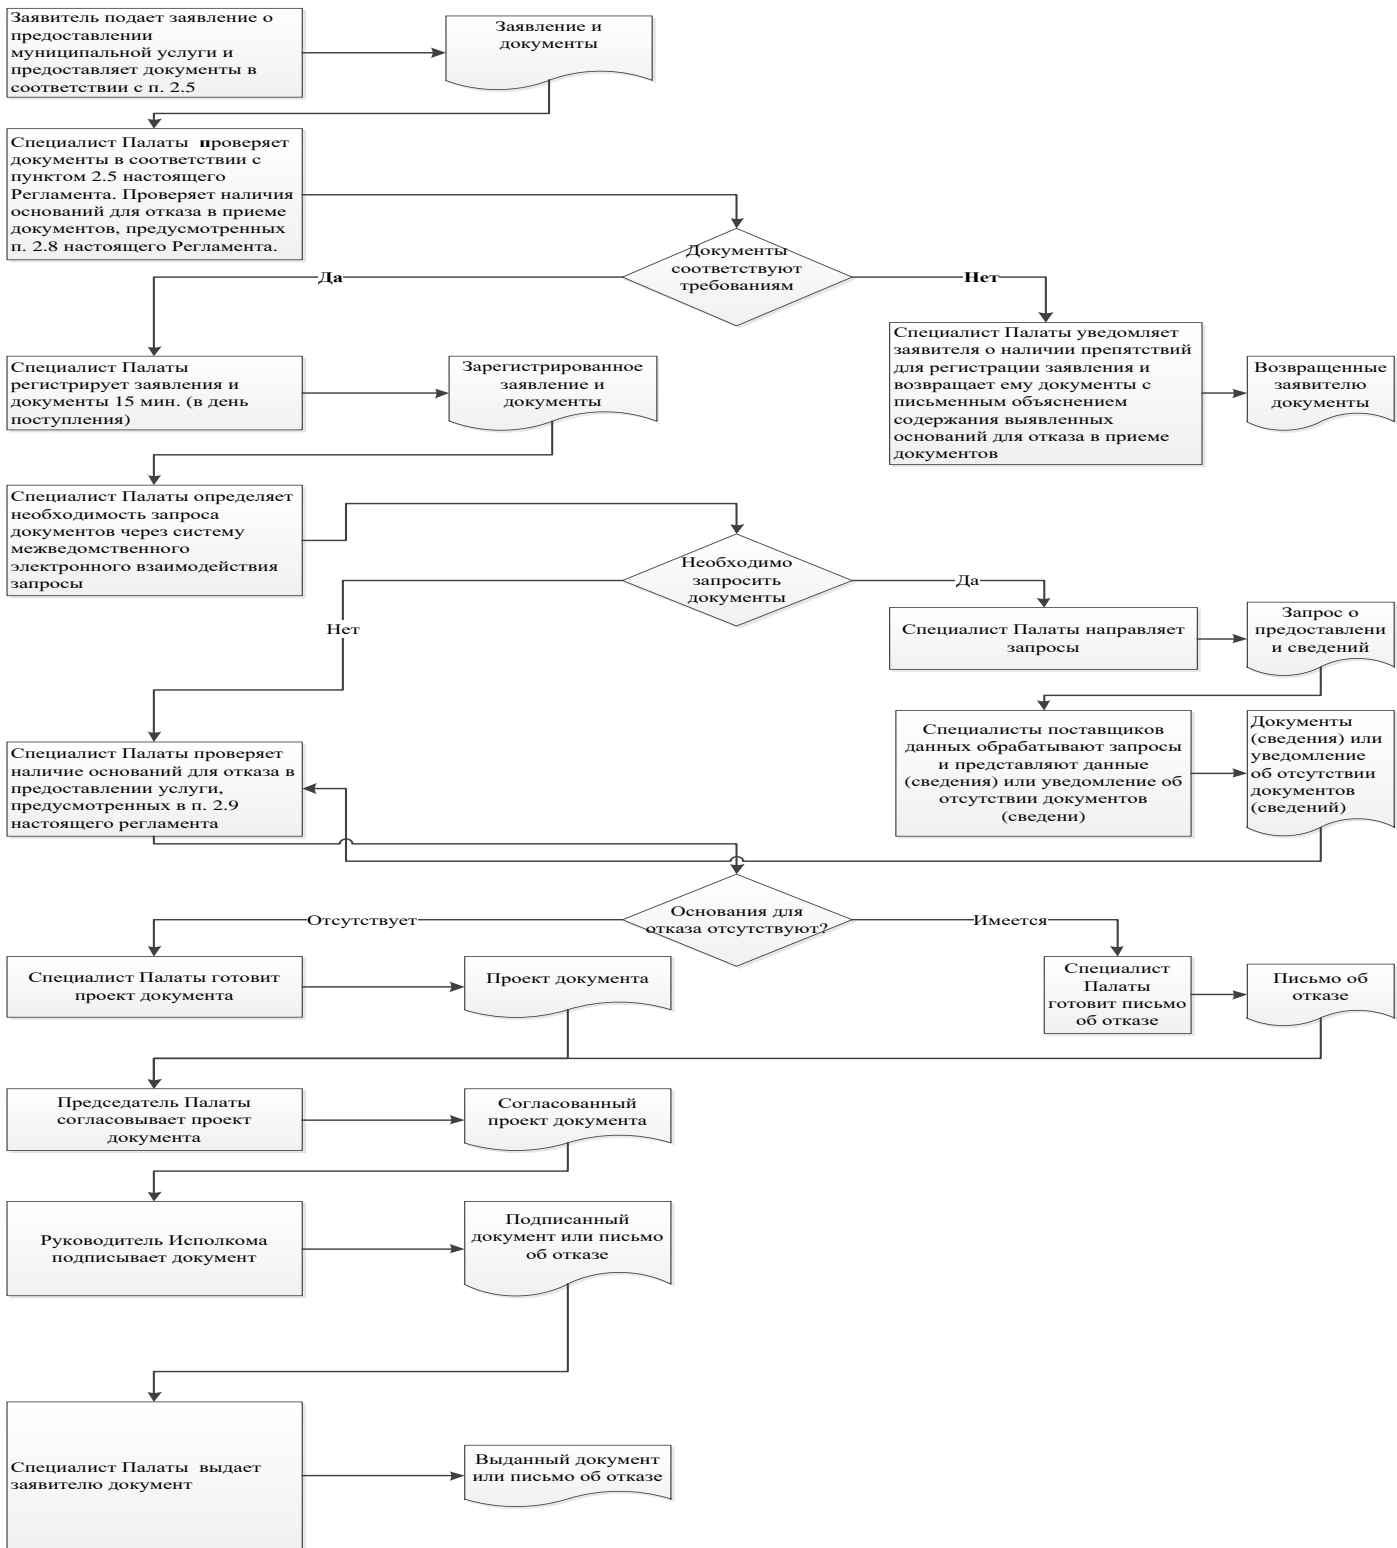 Заявитель подает заявление о
предоставлении
муниципальной услуги и
предоставляет документы в
соответствии с п. 2.5
Заявление и
документы
Специалист Палаты  проверяет
документы в соответствии с
пунктом 2.5 настоящего
Регламента. Проверяет наличия
оснований для отказа в приеме
документов, предусмотренных
п. 2.8 настоящего Регламента.
Документы
соответствуют
требованиям
Да
Нет
Специалист Палаты
регистрирует заявления и
документы 15 мин. (в день
поступления)
Зарегистрированное
заявление и
документы
Специалист Палаты уведомляет
заявителя о наличии препятствий
для регистрации заявления и
возвращает ему документы с
письменным объяснением
содержания выявленных
оснований для отказа в приеме
документов
Возвращенные
заявителю
документы
Специалист Палаты определяет
необходимость запроса
документов через систему
межведомственного
электронного взаимодействия
запросы
Необходимо
запросить
документы
Да
Нет
Специалист Палаты направляет
запросы
Запрос о
предоставлени
и сведений
Специалисты поставщиков
данных обрабатывают запросы
и представляют данные
(сведения) или уведомление об
отсутствии документов
(сведени)
Документы
(сведения) или
уведомление
об отсутствии
документов
(сведений)
Специалист Палаты проверяет
наличие оснований для отказа в
предоставлении услуги,
предусмотренных в п. 2.9
настоящего регламента
Основания для
отказа отсутствуют?
Отсутствует
Имеется
Специалист Палаты готовит
проект документа
Проект документа
Специалист
Палаты
готовит письмо
об отказе
Письмо об
отказе
Председатель Палаты
согласовывает проект
документа
Согласованный
проект документа
Руководитель Исполкома
подписывает документ
Подписанный
документ или письмо
об отказе
Специалист Палаты  выдает
заявителю документ
Выданный документ
или письмо об отказе